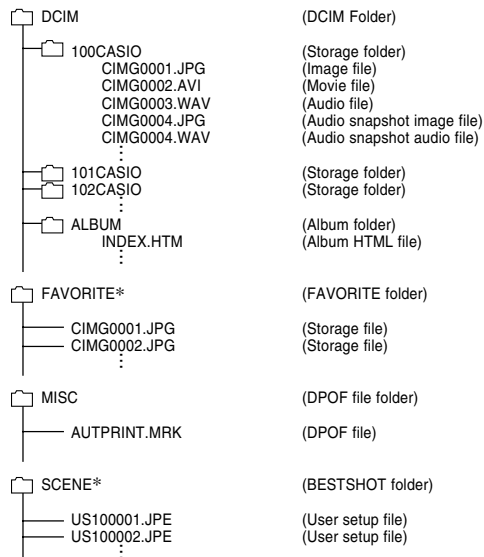 DCIM (DCIM Folder)
100CASIO (Storage folder)
CIMG0001.JPG (Image file)
CIMG0002.AVI (Movie file)
CIMG0003.WAV (Audio file)
CIMG0004.JPG (Audio snapshot image file)
CIMG0004.WAV (Audio snapshot audio file)
101CASIO (Storage folder)
102CASIO (Storage folder)
ALBUM (Album folder)
INDEX.HTM (Album HTML file)
FAVORITE* (FAVORITE folder)
CIMG0001.JPG (Storage file)
CIMG0002.JPG (Storage file)
MISC (DPOF file folder)
AUTPRINT.MRK (DPOF file)
SCENE* (BESTSHOT folder)
US100001.JPE (User setup file)
US100002.JPE (User setup file)